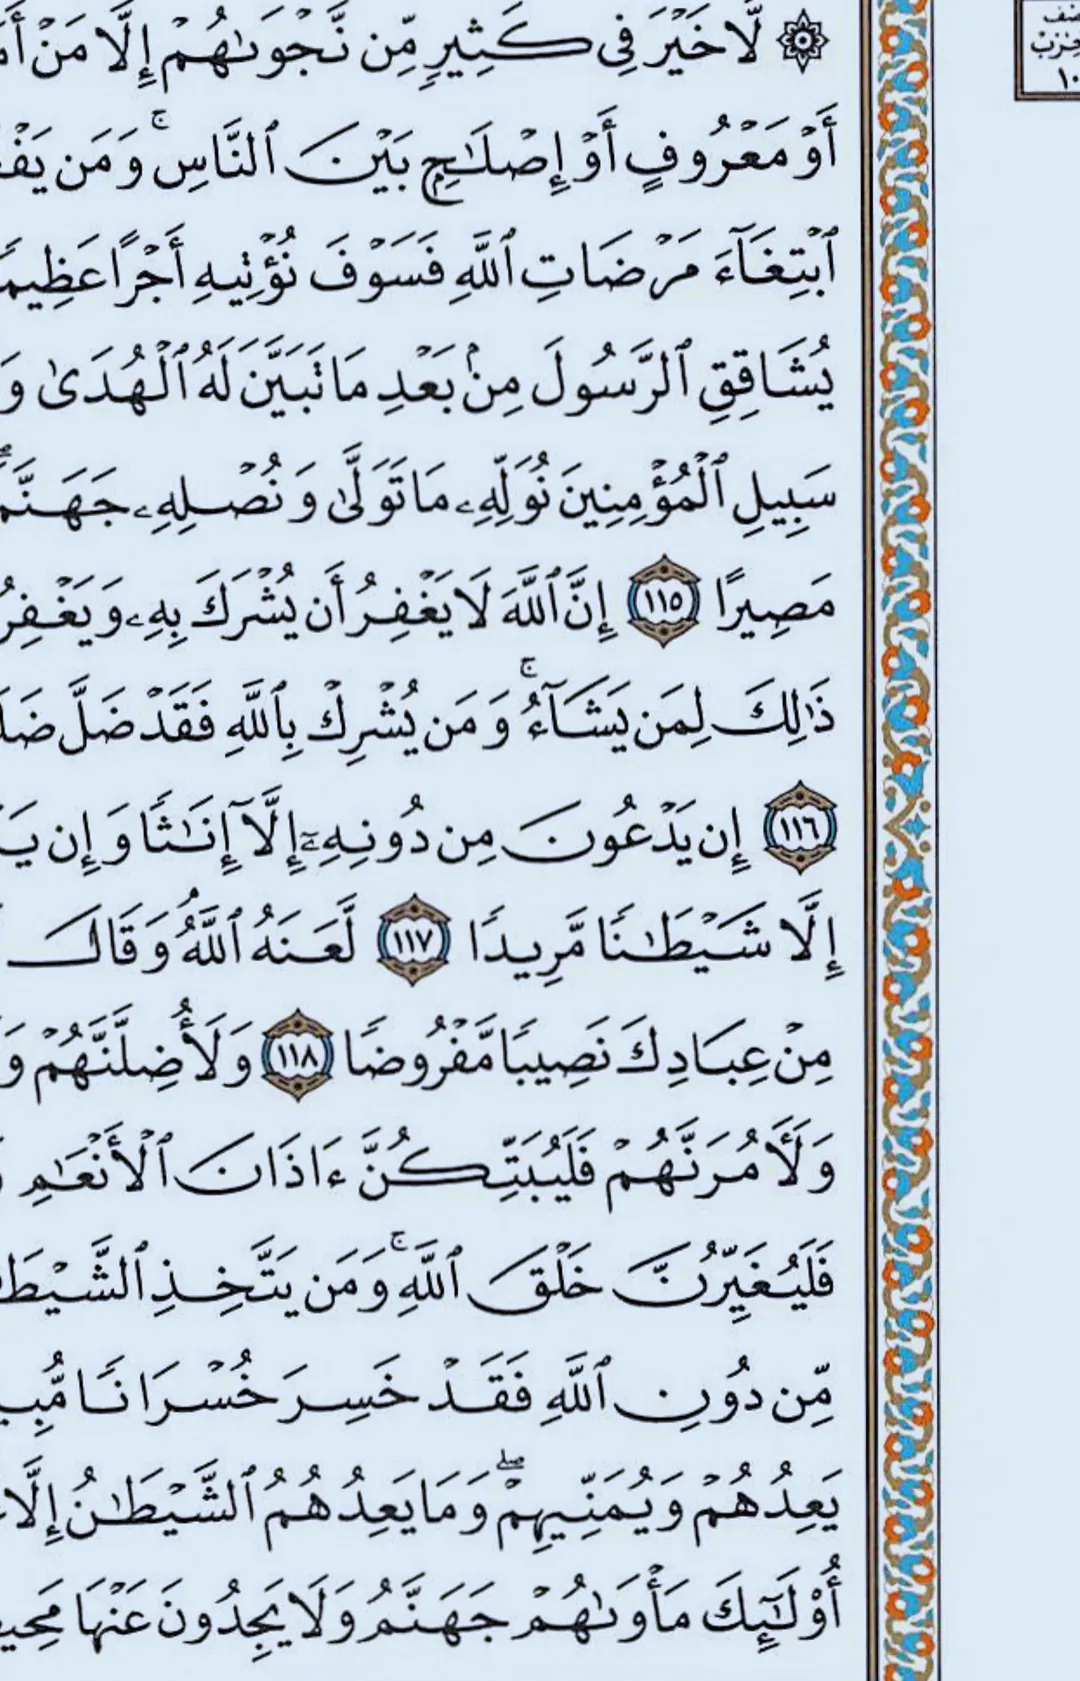 ۞ لَّا خَيْرَ فِى كَثِيرٍ مِّن نَّجْوَىٰهُمْ إِلَّا مَنْ
أَوْ مَعْرُوفٍ أَوْ إِصْلَـٰحٍۭ بَيْنَ ٱلنَّاسِ ۚ وَمَن
ٱبْتِغَآءَ مَرْضَاتِ ٱللَّهِ فَسَوْفَ نُؤْتِيهِ أَجْرًا عَظِيمًا
يُشَاقِقِ ٱلرَّسُولَ مِنۢ بَعْدِ مَا تَبَيَّنَ لَهُ ٱلْهُدَىٰ وَ
سَبِيلِ ٱلْمُؤْمِنِينَ نُوَلِّهِۦ مَا تَوَلَّىٰ وَنُصْلِهِۦ جَهَنَّمَ
مَصِيرًا ١١٥ إِنَّ ٱللَّهَ لَا يَغْفِرُ أَن يُشْرَكَ بِهِۦ وَيَغْفِرُ
ذَٰلِكَ لِمَن يَشَآءُ ۚ وَمَن يُشْرِكْ بِٱللَّهِ فَقَدْ ضَلَّ
١١٦ إِن يَدْعُونَ مِن دُونِهِۦٓ إِلَّآ إِنَـٰثًا وَإِن
إِلَّا شَيْطَـٰنًا مَّرِيدًا ١١٧ لَّعَنَهُ ٱللَّهُ ۘ وَقَالَ
مِنْ عِبَادِكَ نَصِيبًا مَّفْرُوضًا ١١٨ وَلَأُضِلَّنَّهُمْ وَ
وَلَـَٔامُرَنَّهُمْ فَلَيُبَتِّكُنَّ ءَاذَانَ ٱلْأَنْعَـٰمِ
فَلَيُغَيِّرُنَّ خَلْقَ ٱللَّهِ ۚ وَمَن يَتَّخِذِ ٱلشَّيْطَـ
مِّن دُونِ ٱللَّهِ فَقَدْ خَسِرَ خُسْرَانًا
يَعِدُهُمْ وَيُمَنِّيهِمْ ۖ وَمَا يَعِدُهُمُ ٱلشَّيْطَـٰنُ إِلَّا
أُو۟لَـٰٓئِكَ مَأْوَىٰهُمْ جَهَنَّمُ وَلَا يَجِدُونَ عَنْهَا